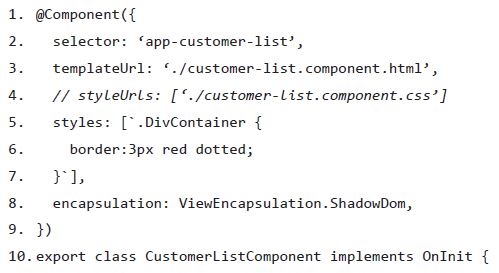 1. @Component({
2.   selector: ‘app-customer-list’,
3.   templateUrl: ‘./customer-list.component.html’,
4.   // styleUrls: [‘./customer-list.component.css’]
5.   styles: [`.DivContainer {
6.     border:3px red dotted;
7.   }`],
8.   encapsulation: ViewEncapsulation.ShadowDom,
9. })
10. export class CustomerListComponent implements OnInit {